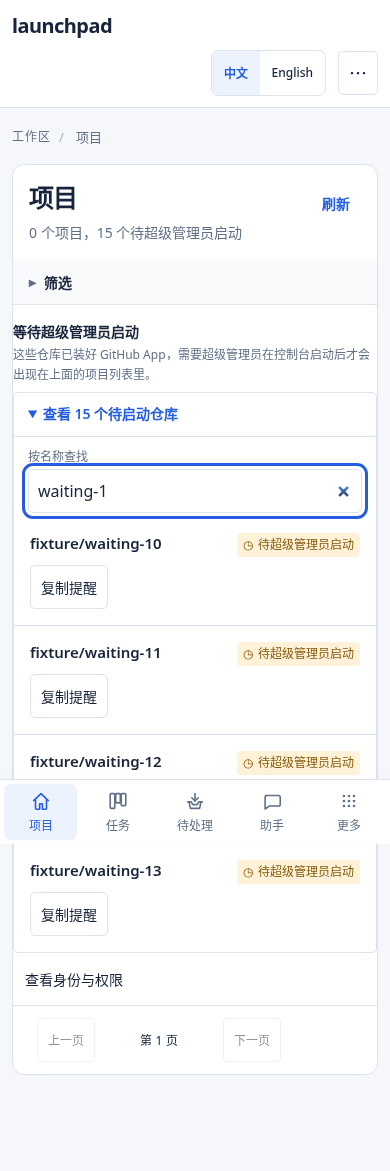 launchpad
中文 English
工作区 / 项目
项目
刷新
0 个项目，15 个待超级管理员启动
筛选
等待超级管理员启动
这些仓库已装好 GitHub App，需要超级管理员在控制台启动后才会
出现在上面的项目列表里。
查看 15 个待启动仓库
按名称查找
waiting-1
fixture/waiting-10 待超级管理员启动
复制提醒
fixture/waiting-11 待超级管理员启动
复制提醒
fixture/waiting-12 待超级管理员启动
项目 任务 待处理 助手 更多
fixture/waiting-13 待超级管理员启动
复制提醒
查看身份与权限
上一页 第 1 页 下一页